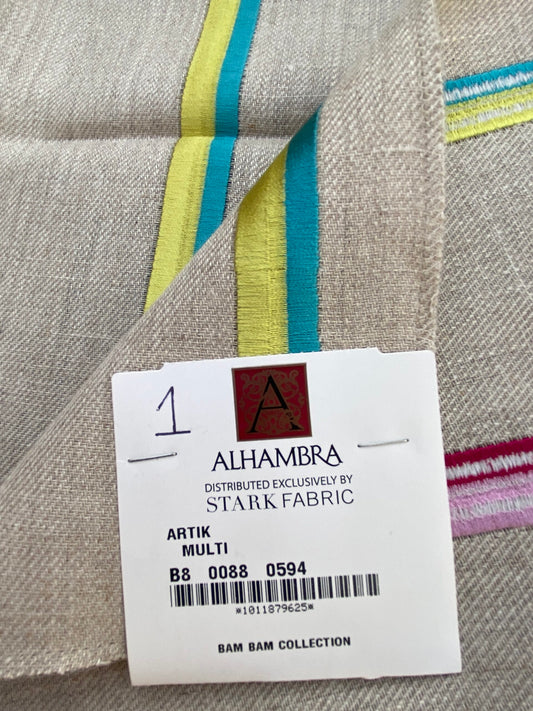 1
A
ALHAMBRA
DISTRIBUTED EXCLUSIVELY BY
STARK FABRIC
ARTIK
MULTI
B8 0088 0594
*1011879625*
BAM BAM COLLECTION